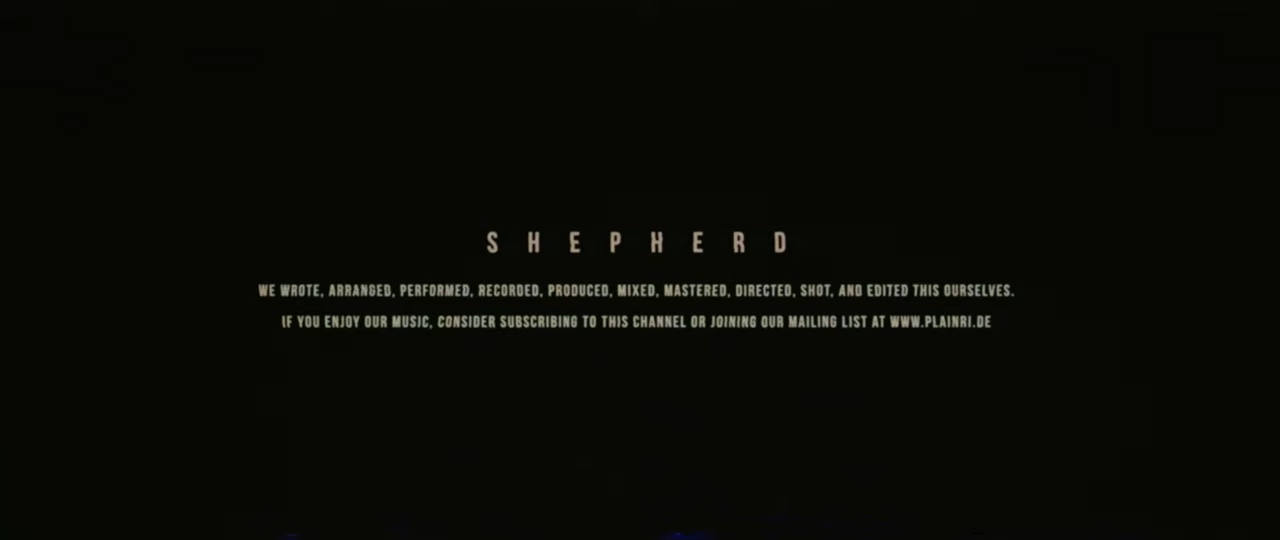 SHEPHERD
WE WROTE, ARRANGED, PERFORMED, RECORDED, PRODUCED, MIXED, MASTERED, DIRECTED, SHOT, AND EDITED THIS OURSELVES.
IF YOU ENJOY OUR MUSIC, CONSIDER SUBSCRIBING TO THIS CHANNEL OR JOINING OUR MAILING LIST AT WWW.PLAINRI.DE